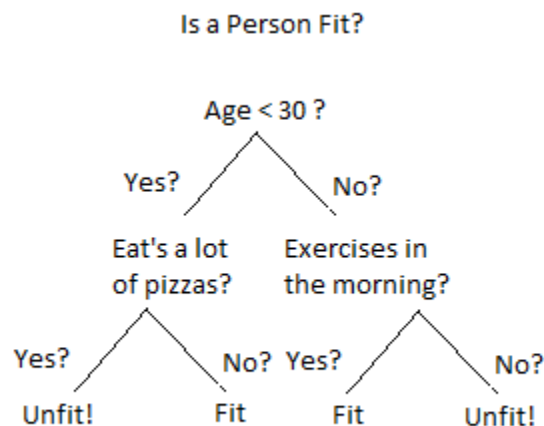 Is a Person Fit?
Age < 30 ?
Yes?
No?
Eat's a lot
of pizzas?
Exercises in
the morning?
Yes?
No?
Yes?
No?
Unfit!
Fit
Fit
Unfit!